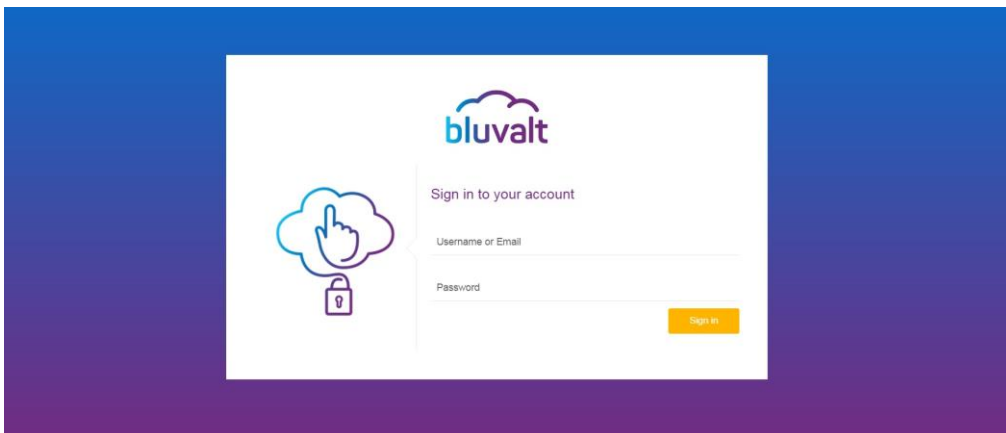 bluvalt
Sign in to your account
Username or Email
Password
Sign in